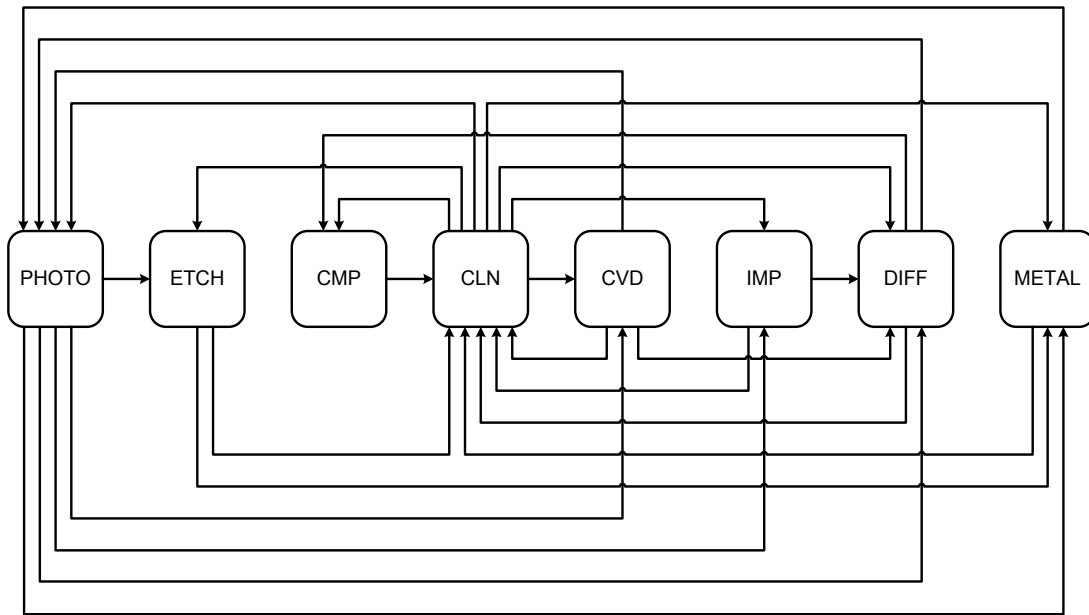 PHOTO
ETCH
CMP
CLN
CVD
IMP
DIFF
METAL